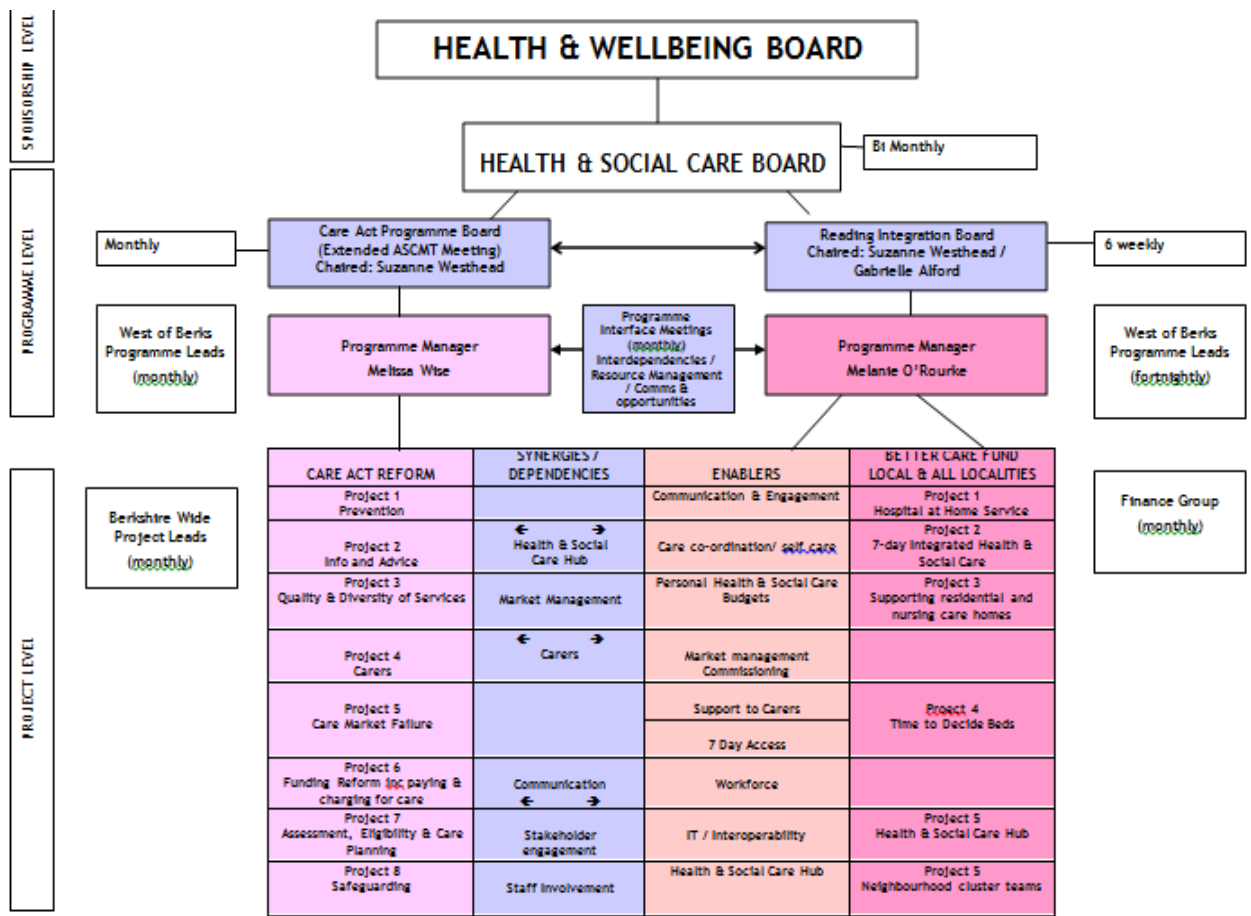 SPONSORSHIP LEVEL
HEALTH & WELLBEING BOARD
HEALTH & SOCIAL CARE BOARD
Bi Monthly
PROGRAMME LEVEL
Monthly
Care Act Programme Board
(Extended ASCMT Meeting)
Chaired: Suzanne Westhead
Reading Integration Board
Chaired: Suzanne Westhead /
Gabrielle Alford
6 weekly
West of Berks
Programme Leads
(monthly)
Programme Manager
Melissa Wise
Programme
Interface Meetings
(monthly)
Interdependencies /
Resource Management
/ Comms &
opportunities
Programme Manager
Melanie O'Rourke
West of Berks
Programme Leads
(fortnightly)
PROJECT LEVEL
Berkshire Wide
Project Leads
(monthly)
Finance Group
(monthly)
CARE ACT REFORM
SYNERGIES /
DEPENDENCIES
ENABLERS
BETTER CARE FUND
LOCAL & ALL LOCALITIES
Project 1
Prevention
Communication & Engagement
Project 1
Hospital at Home Service
Project 2
Info and Advice
← →
Health & Social
Care Hub
Care co-ordination/ self care
Project 2
7-day Integrated Health &
Social Care
Project 3
Quality & Diversity of Services
Market Management
Personal Health & Social Care
Budgets
Project 3
Supporting residential and
nursing care homes
Project 4
Carers
← →
Carers
Market management
Commissioning
Project 5
Care Market Failure
Support to Carers
7 Day Access
Proect 4
Time to Decide Beds
Project 6
Funding Reform inc paying &
charging for care
Communication
← →
Workforce
Project 7
Assessment, Eligibility & Care
Planning
Stakeholder
engagement
IT / Interoperability
Project 5
Health & Social Care Hub
Project 8
Safeguarding
Staff Involvement
Health & Social Care Hub
Project 5
Neighbourhood cluster teams